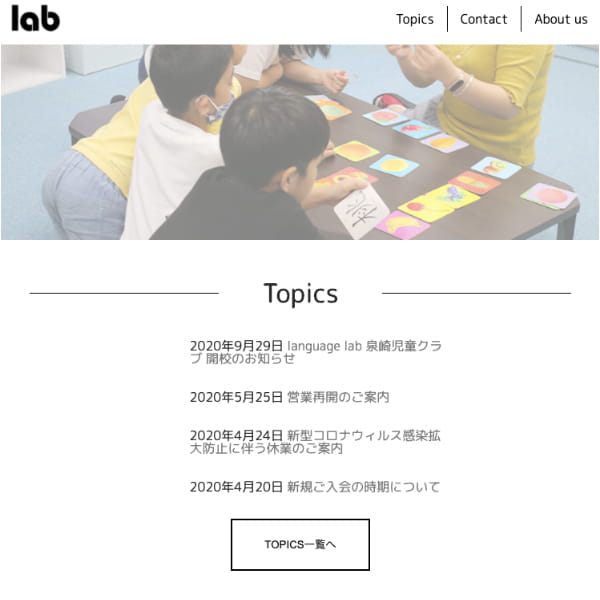 lab
Topics
Contact
About us
Topics
2020年9月29日 language lab 泉崎児童クラ
ブ 開校のお知らせ
2020年5月25日 営業再開のご案内
2020年4月24日 新型コロナウィルス感染拡
大防止に伴う休業のご案内
2020年4月20日 新規ご入会の時期について
TOPICS一覧へ